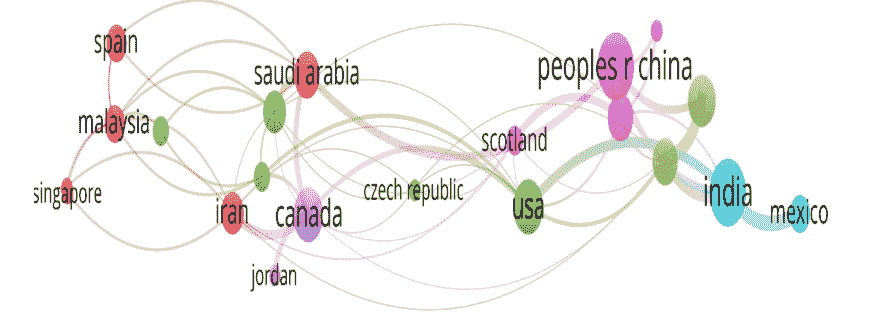 spain
saudi arabia
peoples r china
malaysia
scotland
singapore
iran
canada
czech republic
usa
india
mexico
jordan